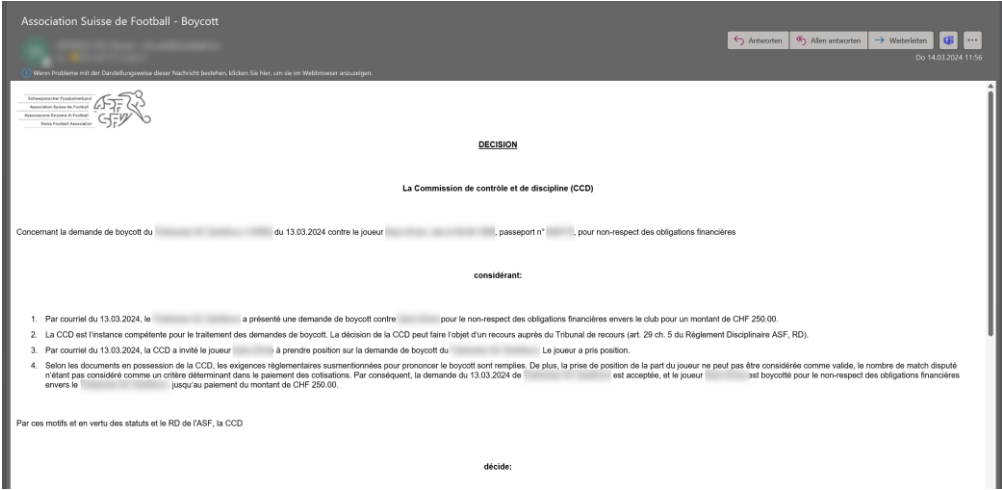 Association Suisse de Football - Boycott
Antworten
Allen antworten
Weiterleiten
Do 14.03.2024 11:56
Wenn Probleme mit der Darstellungsweise dieser Nachricht bestehen, klicken Sie hier, um sie im Webbrowser anzuzeigen.
Schweizerischer Fussballverband
Association Suisse de Football
Associazione Svizzera di Football
Swiss Football Association
ASF
SFV
DECISION
La Commission de contrôle et de discipline (CCD)
Concernant la demande de boycott du du 13.03.2024 contre le joueur , passeport n° , pour non-respect des obligations financières
considérant:
1. Par courriel du 13.03.2024, le a présenté une demande de boycott contre pour le non-respect des obligations financières envers le club pour un montant de CHF 250.00.
2. La CCD est l'instance compétente pour le traitement des demandes de boycott. La décision de la CCD peut faire l'objet d'un recours auprès du Tribunal de recours (art. 29 ch. 5 du Règlement Disciplinaire ASF, RD).
3. Par courriel du 13.03.2024, la CCD a invité le joueur à prendre position sur la demande de boycott du Le joueur a pris position.
4. Selon les documents en possession de la CCD, les exigences règlementaires susmentionnées pour prononcer le boycott sont remplies. De plus, la prise de position de la part du joueur ne peut pas être considérée comme valide, le nombre de match disputé
n'étant pas considéré comme un critère déterminant dans le paiement des cotisations. Par conséquent, la demande du 13.03.2024 de est acceptée, et le joueur est boycotté pour le non-respect des obligations financières
envers le jusqu'au paiement du montant de CHF 250.00.
Par ces motifs et en vertu des statuts et le RD de l'ASF, la CCD
décide: